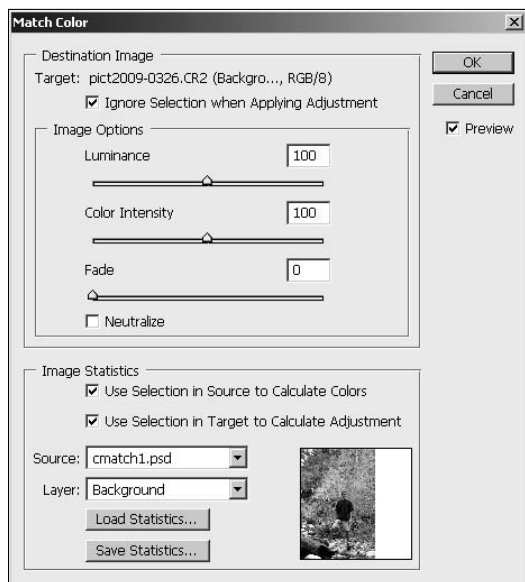 Match Color
Destination Image
Target: pict2009-0326.CR2 (Backgro..., RGB/8)
Ignore Selection when Applying Adjustment
Image Options
Luminance 100
Color Intensity 100
Fade 0
Neutralize
OK
Cancel
Preview
Image Statistics
Use Selection in Source to Calculate Colors
Use Selection in Target to Calculate Adjustment
Source: cmatch1.psd
Layer: Background
Load Statistics...
Save Statistics...